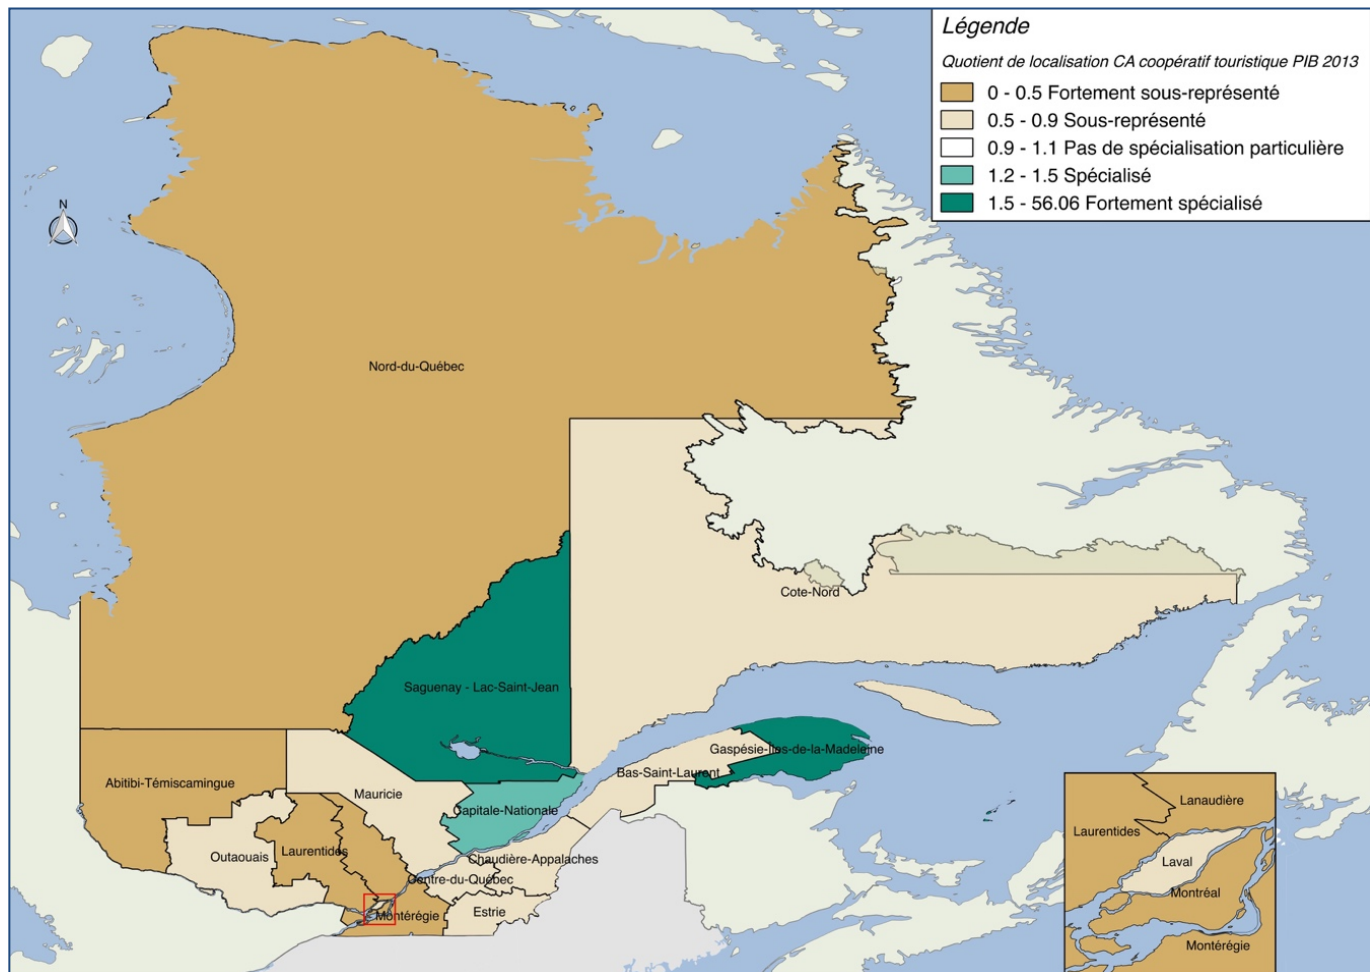 Légende
Quotient de localisation CA coopératif touristique PIB 2013
0 - 0.5 Fortement sous-représenté
0.5 - 0.9 Sous-représenté
0.9 - 1.1 Pas de spécialisation particulière
1.2 - 1.5 Spécialisé
1.5 - 56.06 Fortement spécialisé
N
Nord-du-Québec
Cote-Nord
Saguenay - Lac-Saint-Jean
Gaspésie-Iles-de-la-Madeleine
Bas-Saint-Laurent
Abitibi-Témiscamingue
Mauricie
Capitale-Nationale
Outaouais
Laurentides
Chaudière-Appalaches
Centre-du-Québec
Estrie
Montérégie
Lanaudière
Laurentides
Laval
Montréal
Montérégie